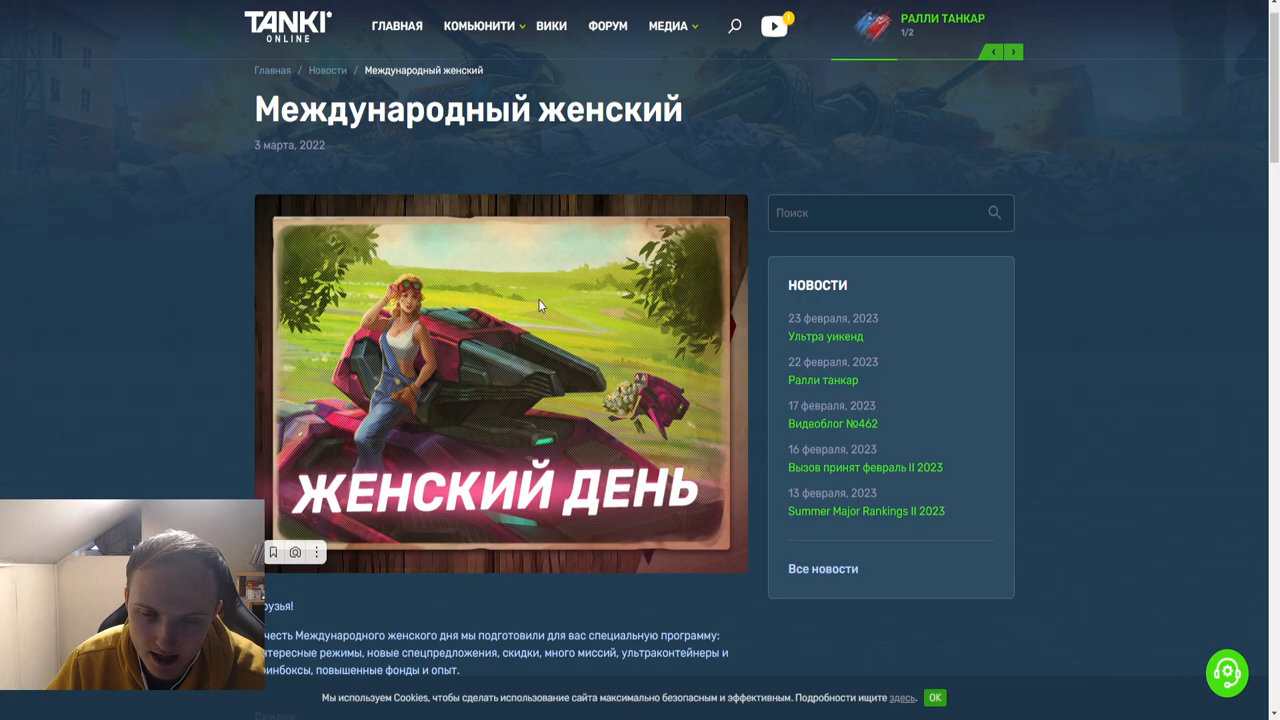 TANKI
ONLINE
ГЛАВНАЯ
КОМЬЮНИТИ
ВИКИ
ФОРУМ
МЕДИА
!
РАЛЛИ ТАНКАР
1/2
Главная / Новости / Международный женский
Международный женский
3 марта, 2022
ЖЕНСКИЙ ДЕНЬ
Поиск
НОВОСТИ
23 февраля, 2023
Ультра уикенд
22 февраля, 2023
Ралли танкар
17 февраля, 2023
Видеоблог №462
16 февраля, 2023
Вызов принят февраль II 2023
13 февраля, 2023
Summer Major Rankings II 2023
Все новости
рузья!
честь Международного женского дня мы подготовили для вас специальную программу:
тересные режимы, новые спецпредложения, скидки, много миссий, ультраконтейнеры и
инбоксы, повышенные фонды и опыт.
Мы используем Cookies, чтобы сделать использование сайта максимально безопасным и эффективным. Подробности ищите здесь.
OK